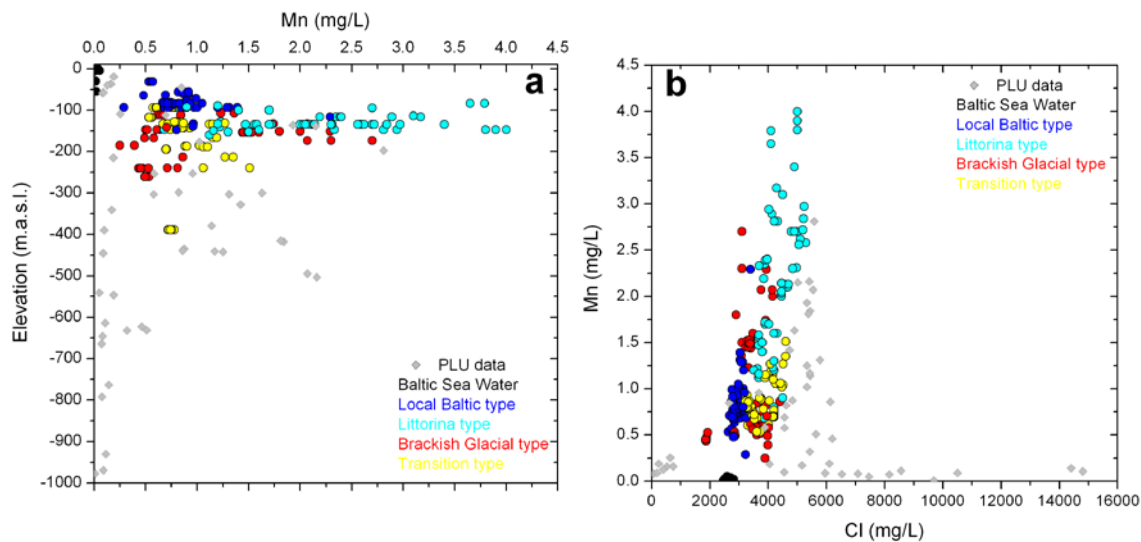 Mn (mg/L)
0.0 0.5 1.0 1.5 2.0 2.5 3.0 3.5 4.0 4.5
a
0
-100
-200
-300
-400
-500
-600
-700
-800
-900
-1000
Elevation (m.a.s.l.)
PLU data
Baltic Sea Water
Local Baltic type
Littorina type
Brackish Glacial type
Transition type
b
4.5
4.0
3.5
3.0
2.5
2.0
1.5
1.0
0.5
0.0
Mn (mg/L)
PLU data
Baltic Sea Water
Local Baltic type
Littorina type
Brackish Glacial type
Transition type
0 2000 4000 6000 8000 10000 12000 14000 16000
Cl (mg/L)